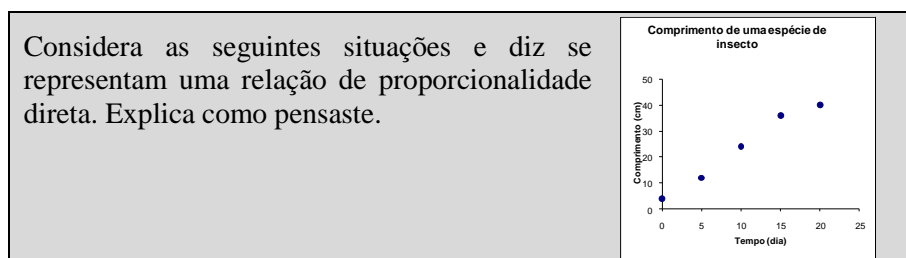 Considera as seguintes situações e diz se
representam uma relação de proporcionalidade
direta. Explica como pensaste.
Comprimento de uma espécie de
insecto
Comprimento (cm)
50
40
30
20
10
0
0 5 10 15 20 25
Tempo (dia)